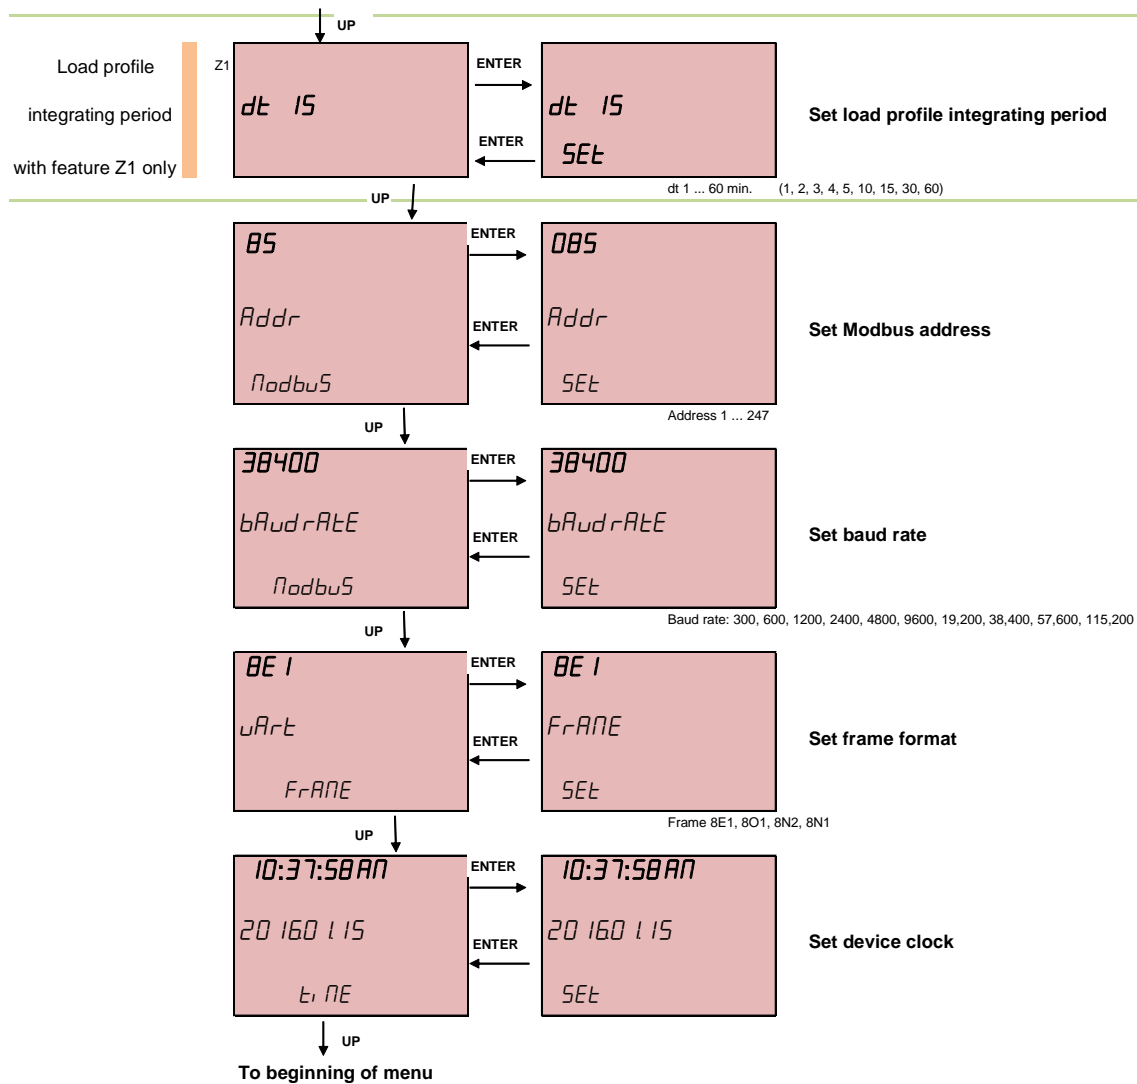 UP
Load profile
integrating period
with feature Z1 only
Z1
dt 15
ENTER
ENTER
dt 15
SEt
Set load profile integrating period
dt 1 ... 60 min. (1, 2, 3, 4, 5, 10, 15, 30, 60)
UP
85
Addr
ModbuS
ENTER
ENTER
085
Addr
SEt
Set Modbus address
Address 1 ... 247
UP
38400
bAudrAtE
ModbuS
ENTER
ENTER
38400
bAudrAtE
SEt
Set baud rate
Baud rate: 300, 600, 1200, 2400, 4800, 9600, 19,200, 38,400, 57,600, 115,200
UP
8E1
uArt
FrAME
ENTER
ENTER
8E1
FrAME
SEt
Set frame format
Frame 8E1, 8O1, 8N2, 8N1
UP
10:37:58AM
2016.01.15
tiME
ENTER
ENTER
10:37:58AM
2016.01.15
SEt
Set device clock
UP
To beginning of menu